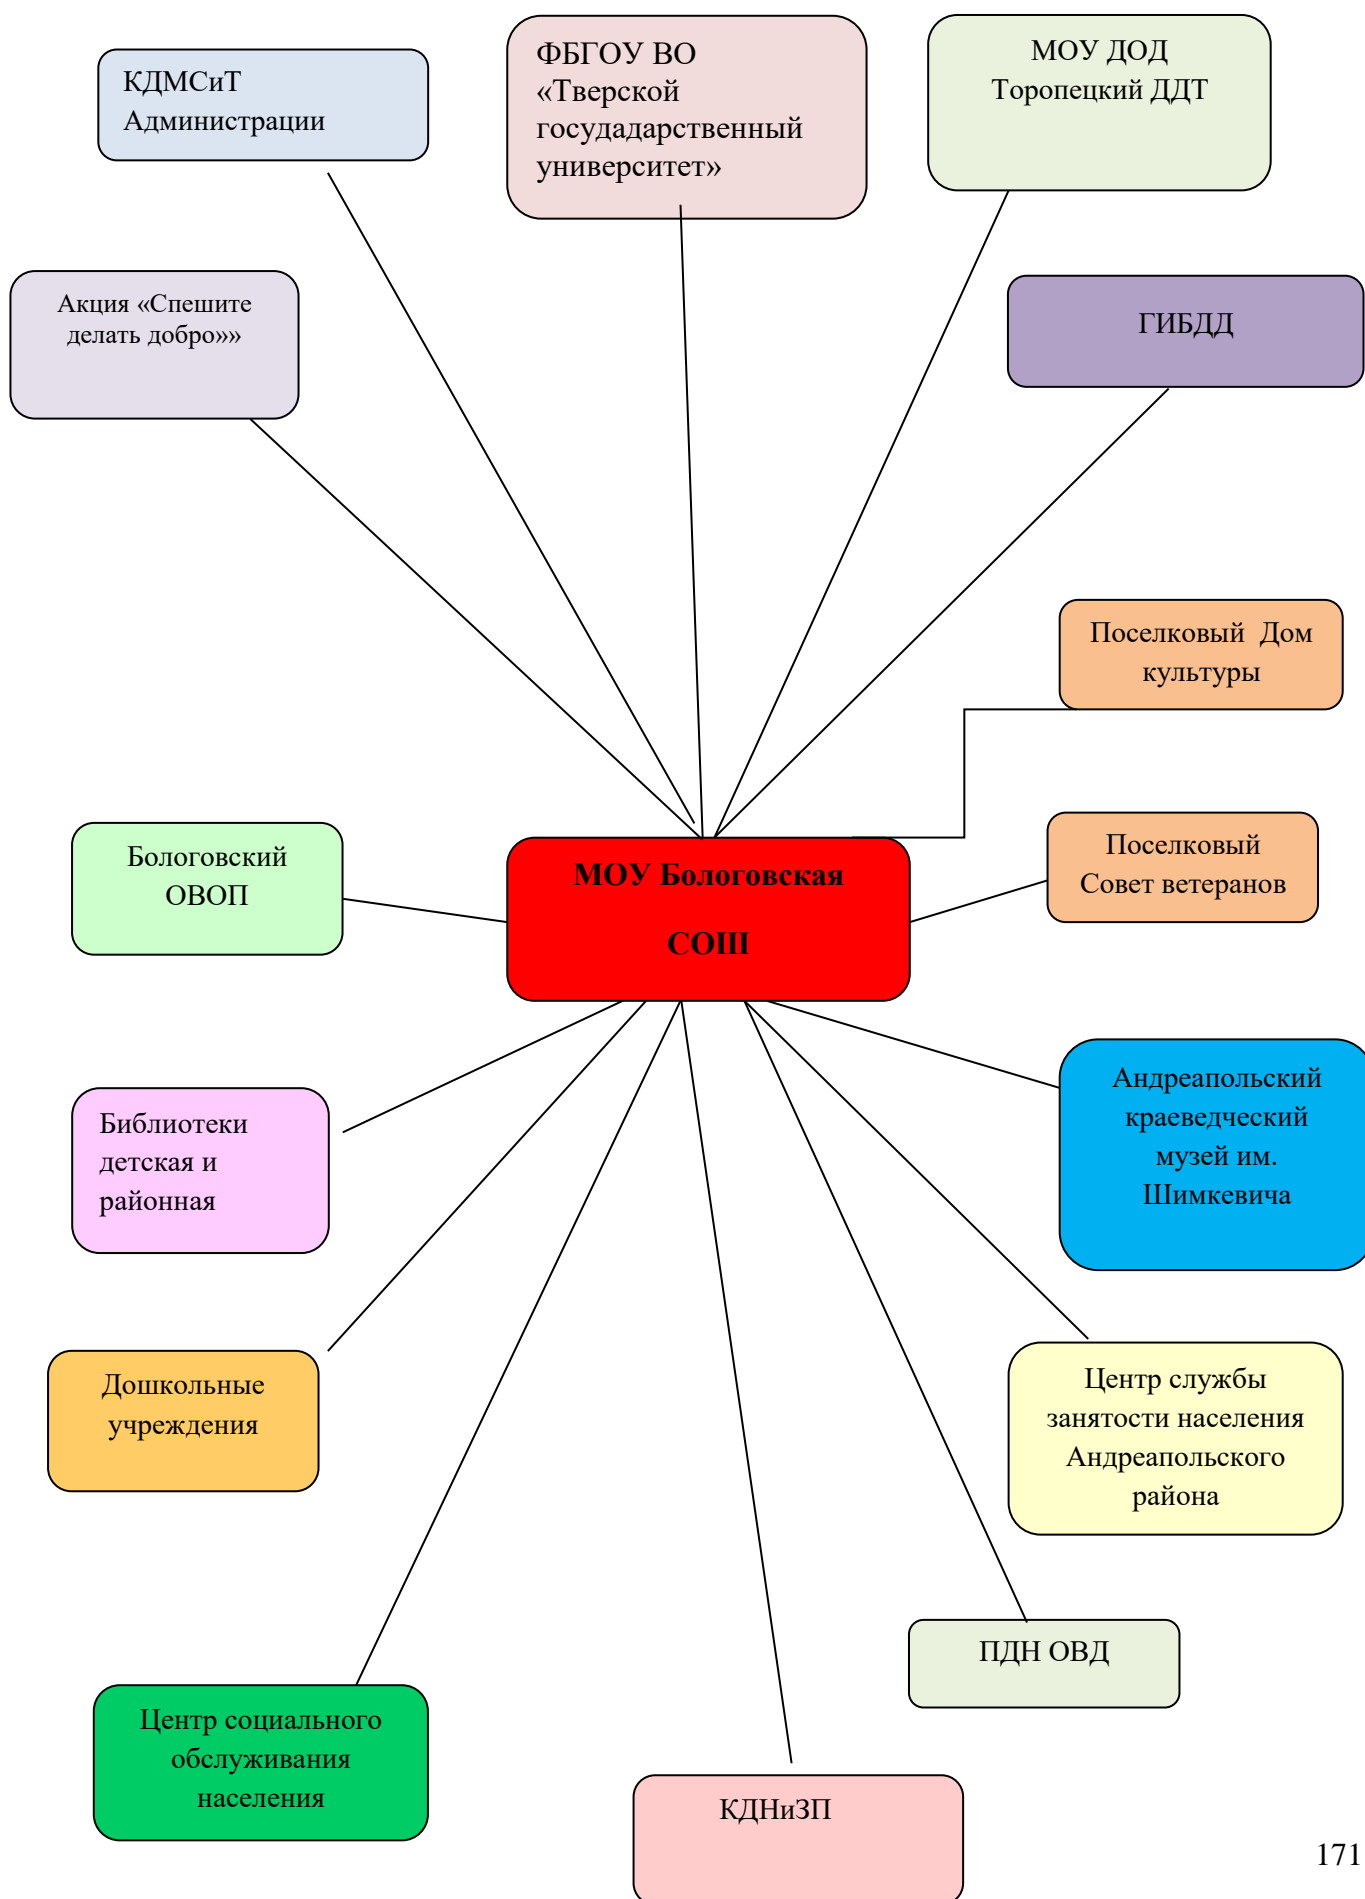 КДМСиТ
Администрации
ФБГОУ ВО
«Тверской
госудадарственный
университет»
МОУ ДОД
Торопецкий ДДТ
Акция «Спешите
делать добро»»
ГИБДД
Поселковый Дом
культуры
Бологовский
ОВОП
МОУ Бологовская
СОШ
Поселковый
Совет ветеранов
Библиотеки
детская и
районная
Андреапольский
краеведческий
музей им.
Шимкевича
Дошкольные
учреждения
Центр службы
занятости населения
Андреапольского
района
ПДН ОВД
Центр социального
обслуживания
населения
КДНиЗП
171